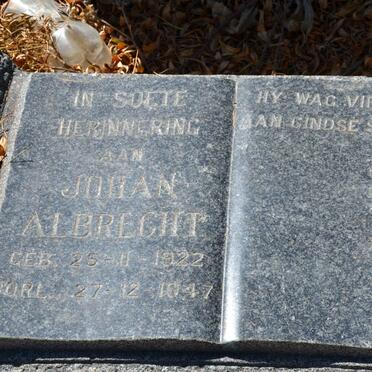 IN SOETE
HERINNERING
AAN
JOHAN
ALBRECHT
GEB. 25-11-1922
OORL. 27-12-1947
HY WAG VIR
AAN GINDSE